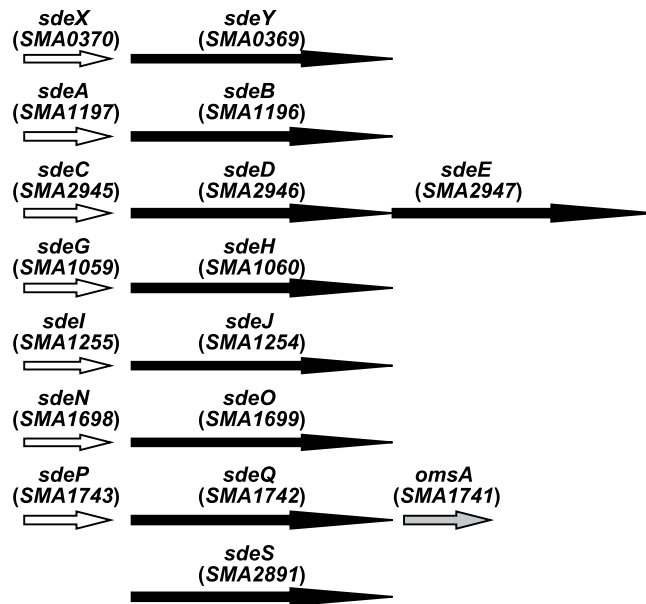 sdeX sdeY
(SMA0370) (SMA0369)
sdeA sdeB
(SMA1197) (SMA1196)
sdeC sdeD sdeE
(SMA2945) (SMA2946) (SMA2947)
sdeG sdeH
(SMA1059) (SMA1060)
sdeI sdeJ
(SMA1255) (SMA1254)
sdeN sdeO
(SMA1698) (SMA1699)
sdeP sdeQ omsA
(SMA1743) (SMA1742) (SMA1741)
sdeS
(SMA2891)